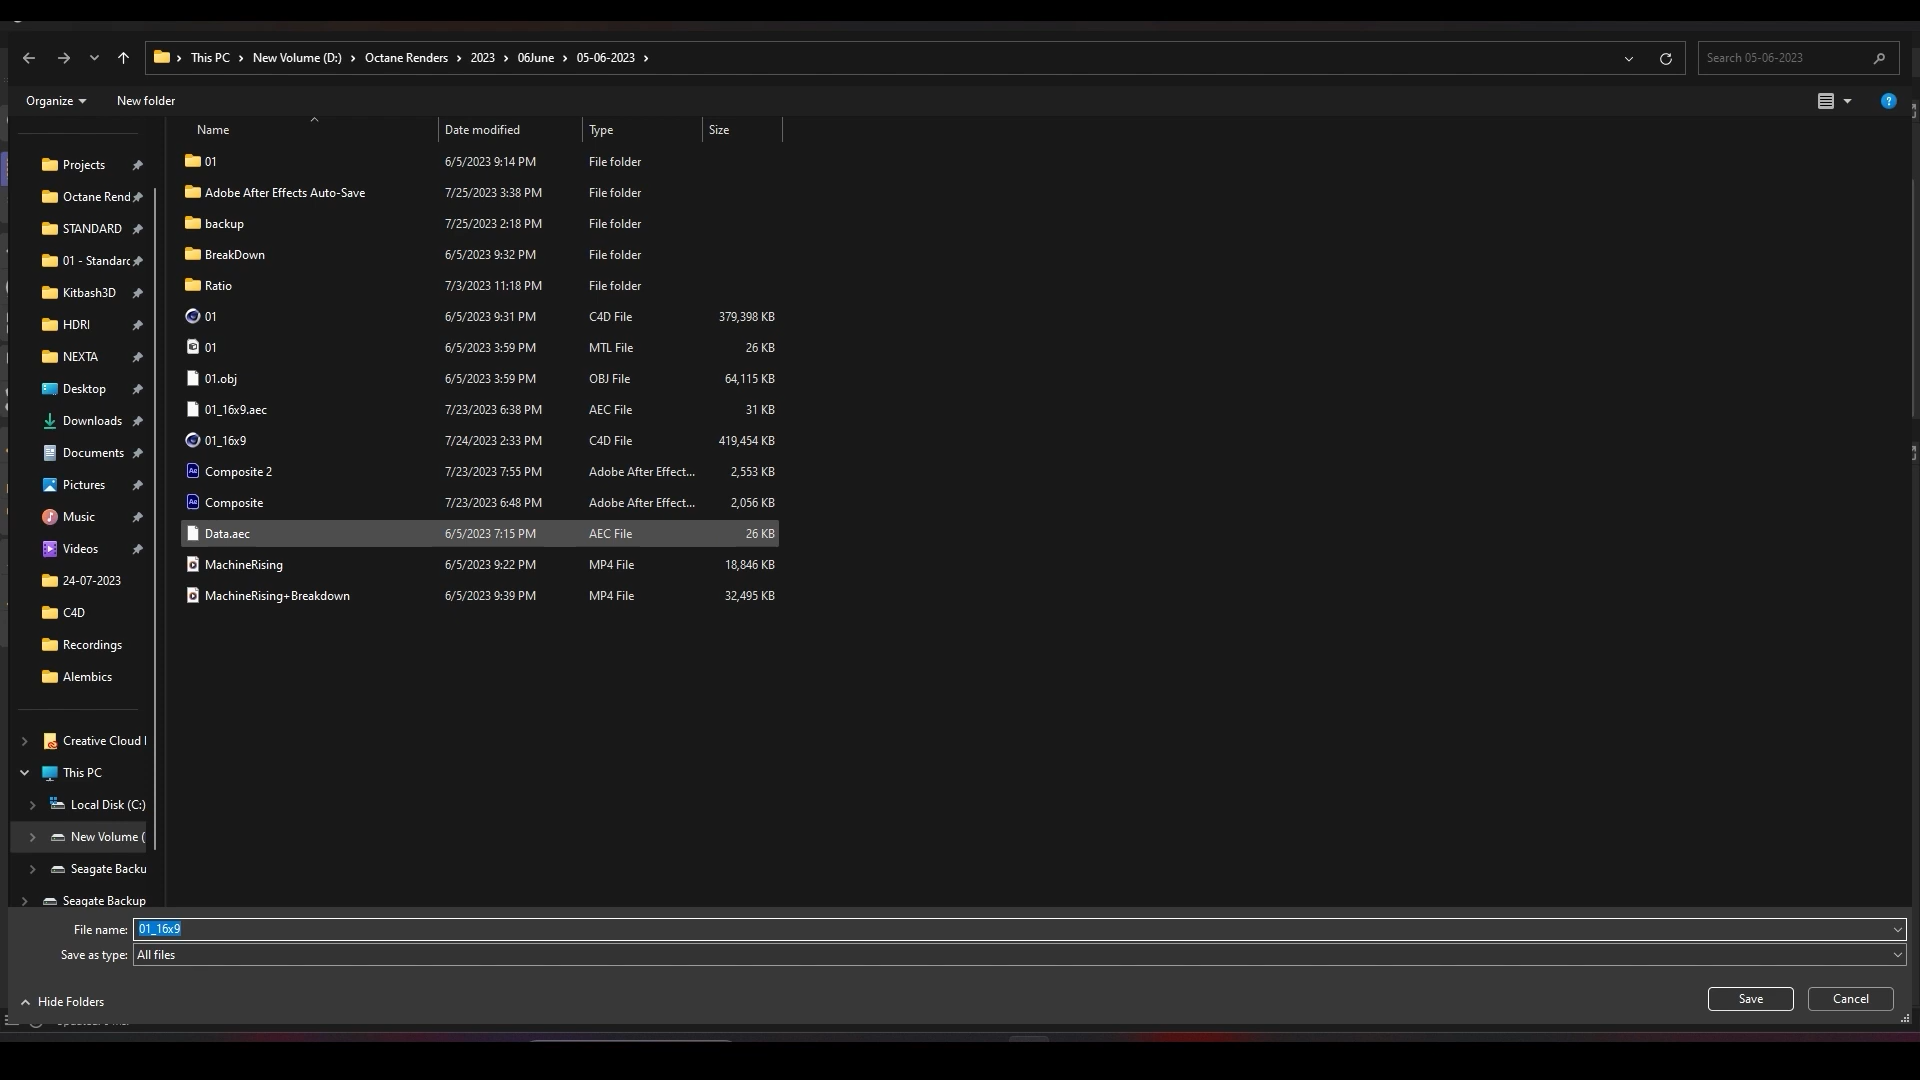 This PC > New Volume (D:) > Octane Renders > 2023 > 06June > 05-06-2023 >
Search 05-06-2023
Organize
New folder
Name Date modified Type Size
01 6/5/2023 9:14 PM File folder
Adobe After Effects Auto-Save 7/25/2023 3:38 PM File folder
backup 7/25/2023 2:18 PM File folder
BreakDown 6/5/2023 9:32 PM File folder
Ratio 7/3/2023 11:18 PM File folder
01 6/5/2023 9:31 PM C4D File 379,398 KB
01 6/5/2023 3:59 PM MTL File 26 KB
01.obj 6/5/2023 3:59 PM OBJ File 64,115 KB
01_16x9.aec 7/23/2023 6:38 PM AEC File 31 KB
01_16x9 7/24/2023 2:33 PM C4D File 419,454 KB
Composite 2 7/23/2023 7:55 PM Adobe After Effect... 2,553 KB
Composite 7/23/2023 6:48 PM Adobe After Effect... 2,056 KB
Data.aec 6/5/2023 7:15 PM AEC File 26 KB
MachineRising 6/5/2023 9:22 PM MP4 File 18,846 KB
MachineRising+Breakdown 6/5/2023 9:39 PM MP4 File 32,495 KB
Projects
Octane Rend
STANDARD
01 - Standard
Kitbash3D
HDRI
NEXTA
Desktop
Downloads
Documents
Pictures
Music
Videos
24-07-2023
C4D
Recordings
Alembics
Creative Cloud
This PC
Local Disk (C:)
New Volume (
Seagate Backu
Seagate Backup
File name: 01_16x9
Save as type: All files
Hide Folders
Save
Cancel